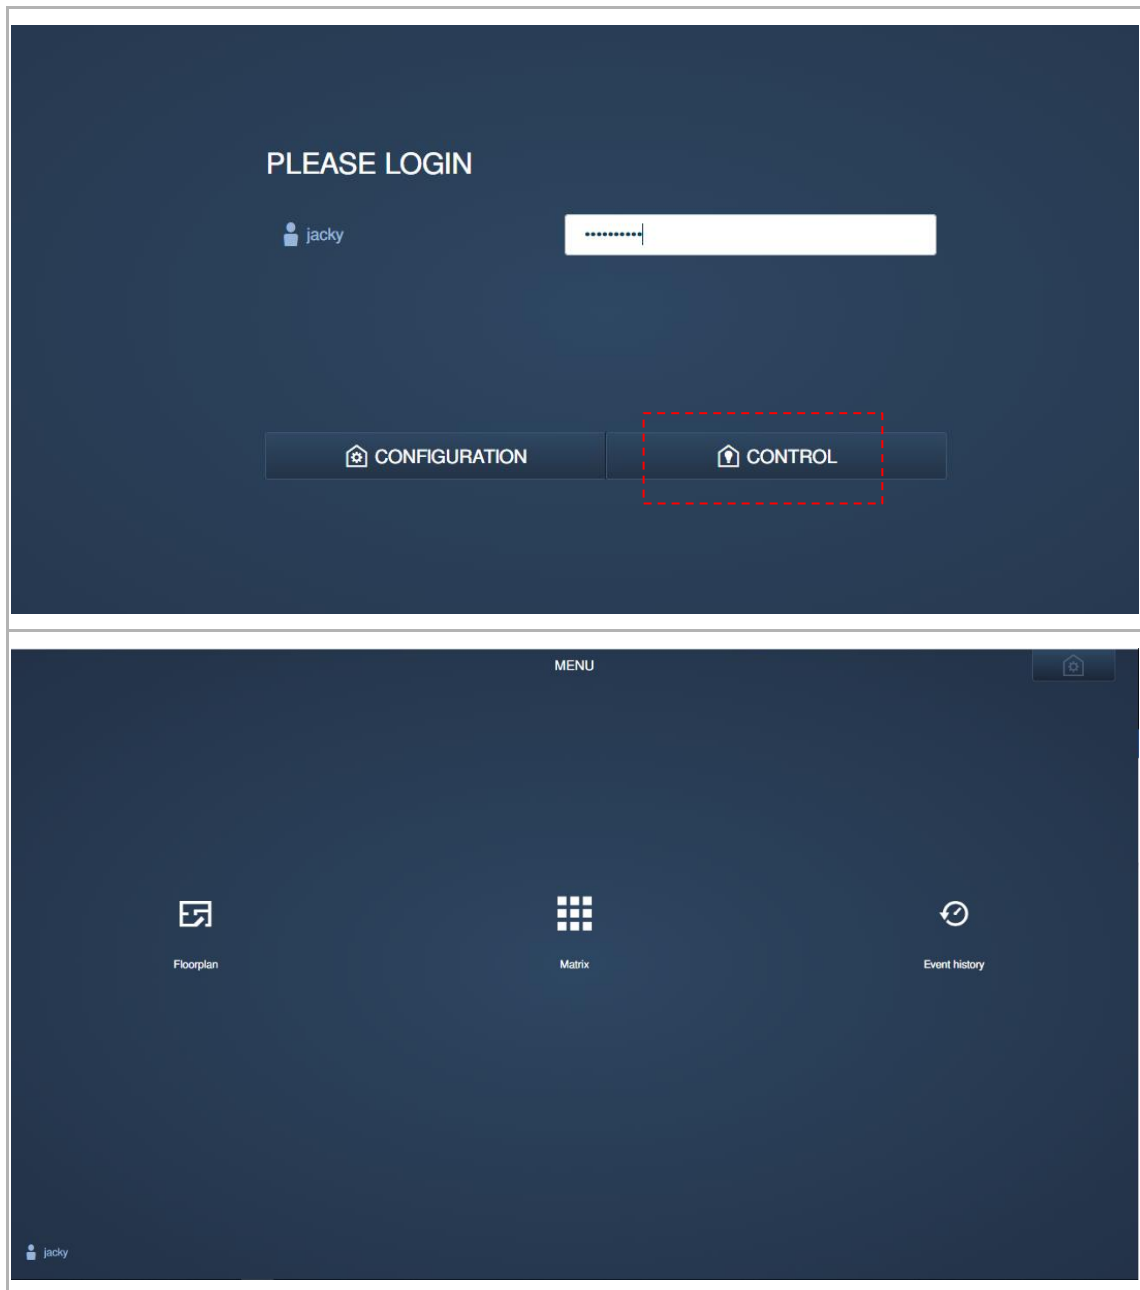 PLEASE LOGIN
jacky ••••••••••
CONFIGURATION CONTROL
MENU
Floorplan Matrix Event history
jacky